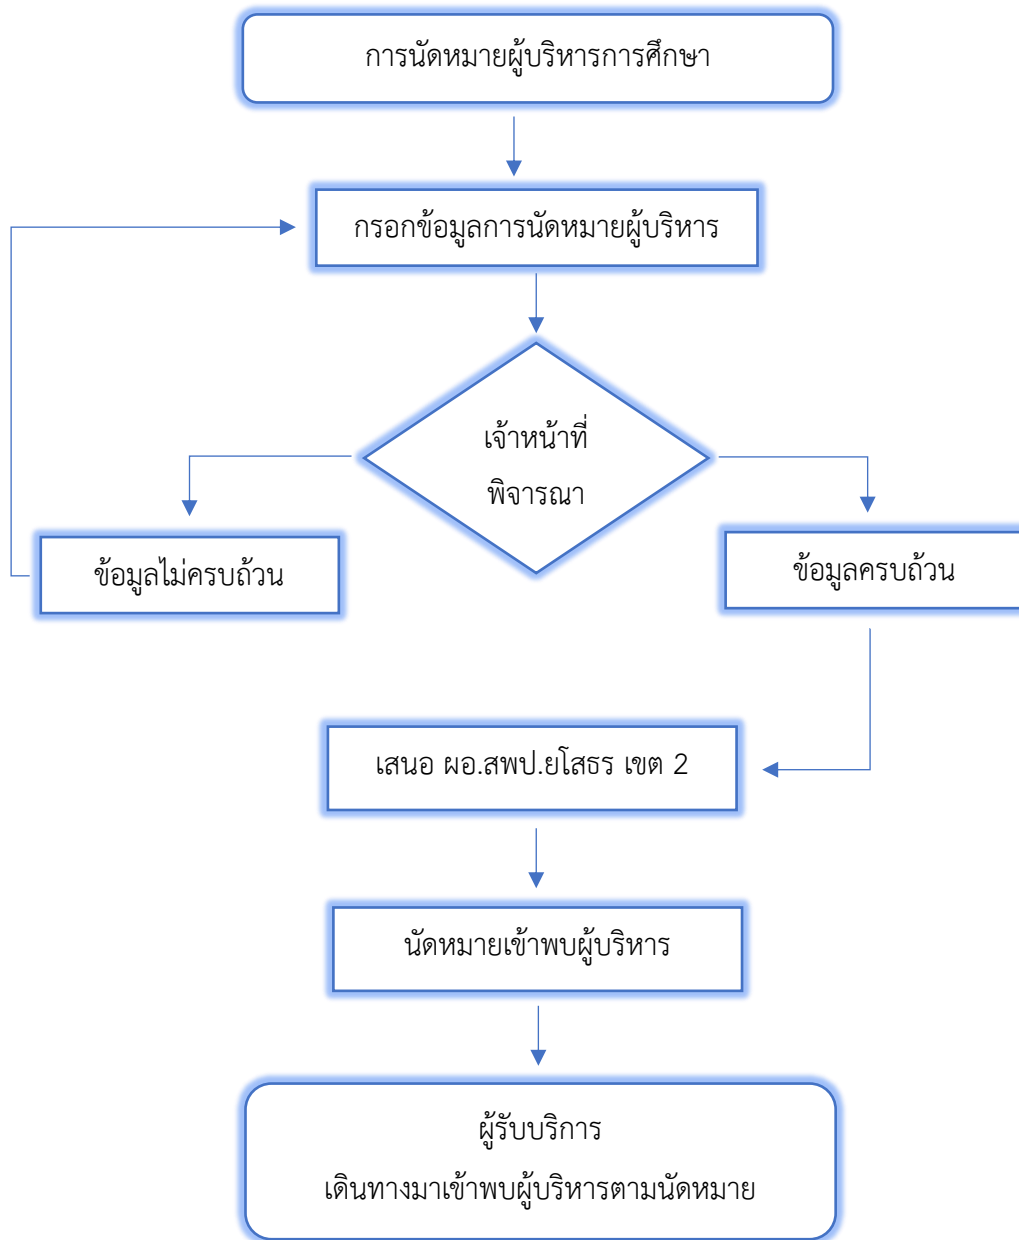 การนัดหมายผู้บริหารการศึกษา
กรอกข้อมูลการนัดหมายผู้บริหาร
เจ้าหน้าที่
พิจารณา
ข้อมูลไม่ครบถ้วน
ข้อมูลครบถ้วน
เสนอ ผอ.สพป.ยโสธร เขต 2
นัดหมายเข้าพบผู้บริหาร
ผู้รับบริการ
เดินทางมาเข้าพบผู้บริหารตามนัดหมาย